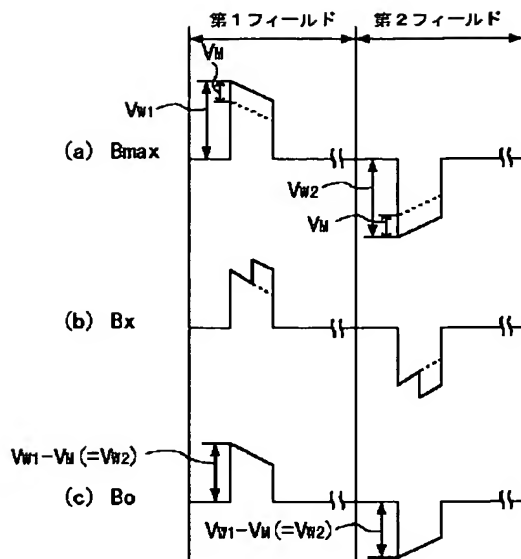 第1フィールド 第2フィールド
VM
VW1
(a) Bmax
VW2
VM
(b) Bx
VW1-VM(=VW2)
(c) Bo
VW1-VM(=VW2)